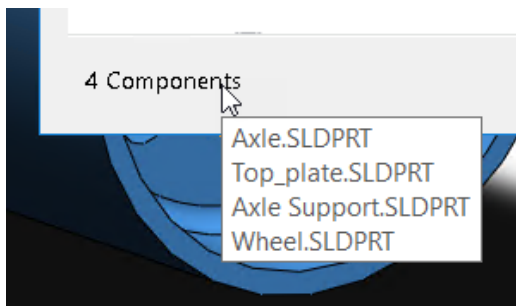 4 Components
Axle.SLDPRT
Top_plate.SLDPRT
Axle Support.SLDPRT
Wheel.SLDPRT